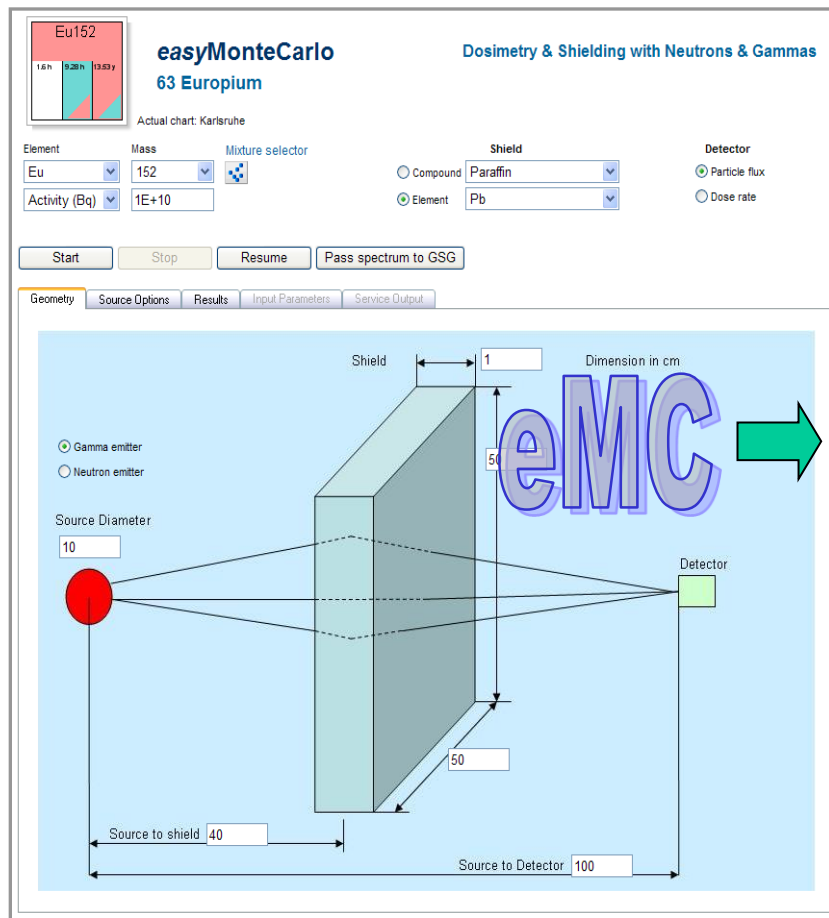 Eu152
1.6 h 9.28 h 13.53 y
easyMonteCarlo
63 Europium
Dosimetry & Shielding with Neutrons & Gammas
Actual chart: Karlsruhe
Element Mass Mixture selector Shield Detector
Eu 152 Compound Paraffin Particle flux
Activity (Bq) 1E+10 Element Pb Dose rate
Start Stop Resume Pass spectrum to GSG
Geometry Source Options Results Input Parameters Service Output
Shield 1 Dimension in cm
eMC
50
Gamma emitter
Neutron emitter
Source Diameter
10
Detector
50
Source to shield 40
Source to Detector 100